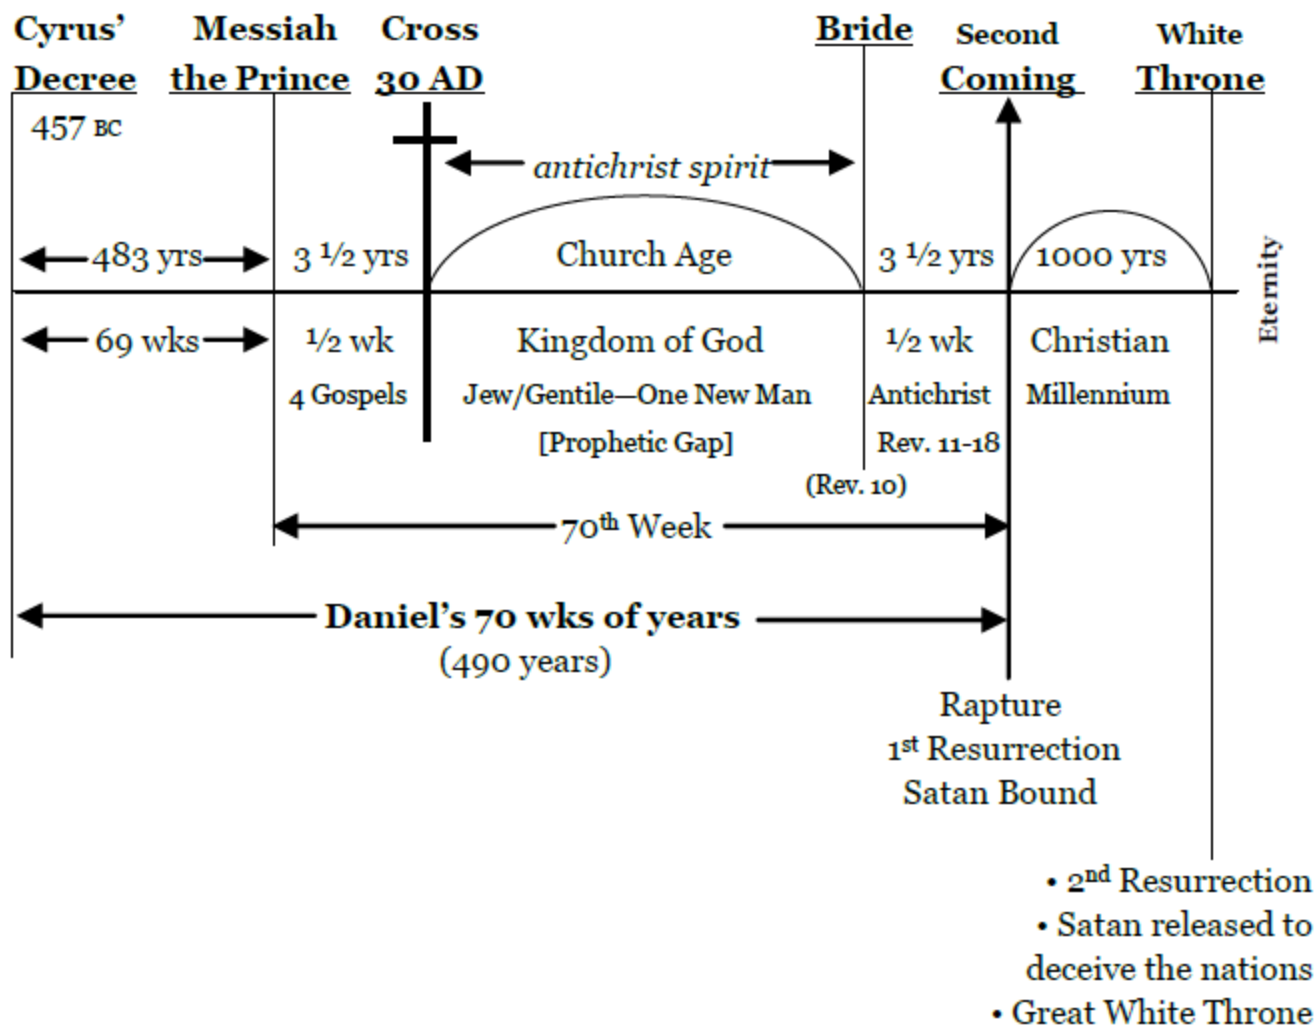 Cyrus’
Decree
457 BC
Messiah
the Prince
Cross
30 AD
Bride
Second
Coming
White
Throne
antichrist spirit
483 yrs
3 ½ yrs
Church Age
3 ½ yrs
1000 yrs
Eternity
69 wks
½ wk
4 Gospels
Kingdom of God
Jew/Gentile—One New Man
[Prophetic Gap]
½ wk
Antichrist
Rev. 11-18
(Rev. 10)
Christian
Millennium
70th Week
Daniel’s 70 wks of years
(490 years)
Rapture
1st Resurrection
Satan Bound
• 2nd Resurrection
• Satan released to
deceive the nations
• Great White Throne